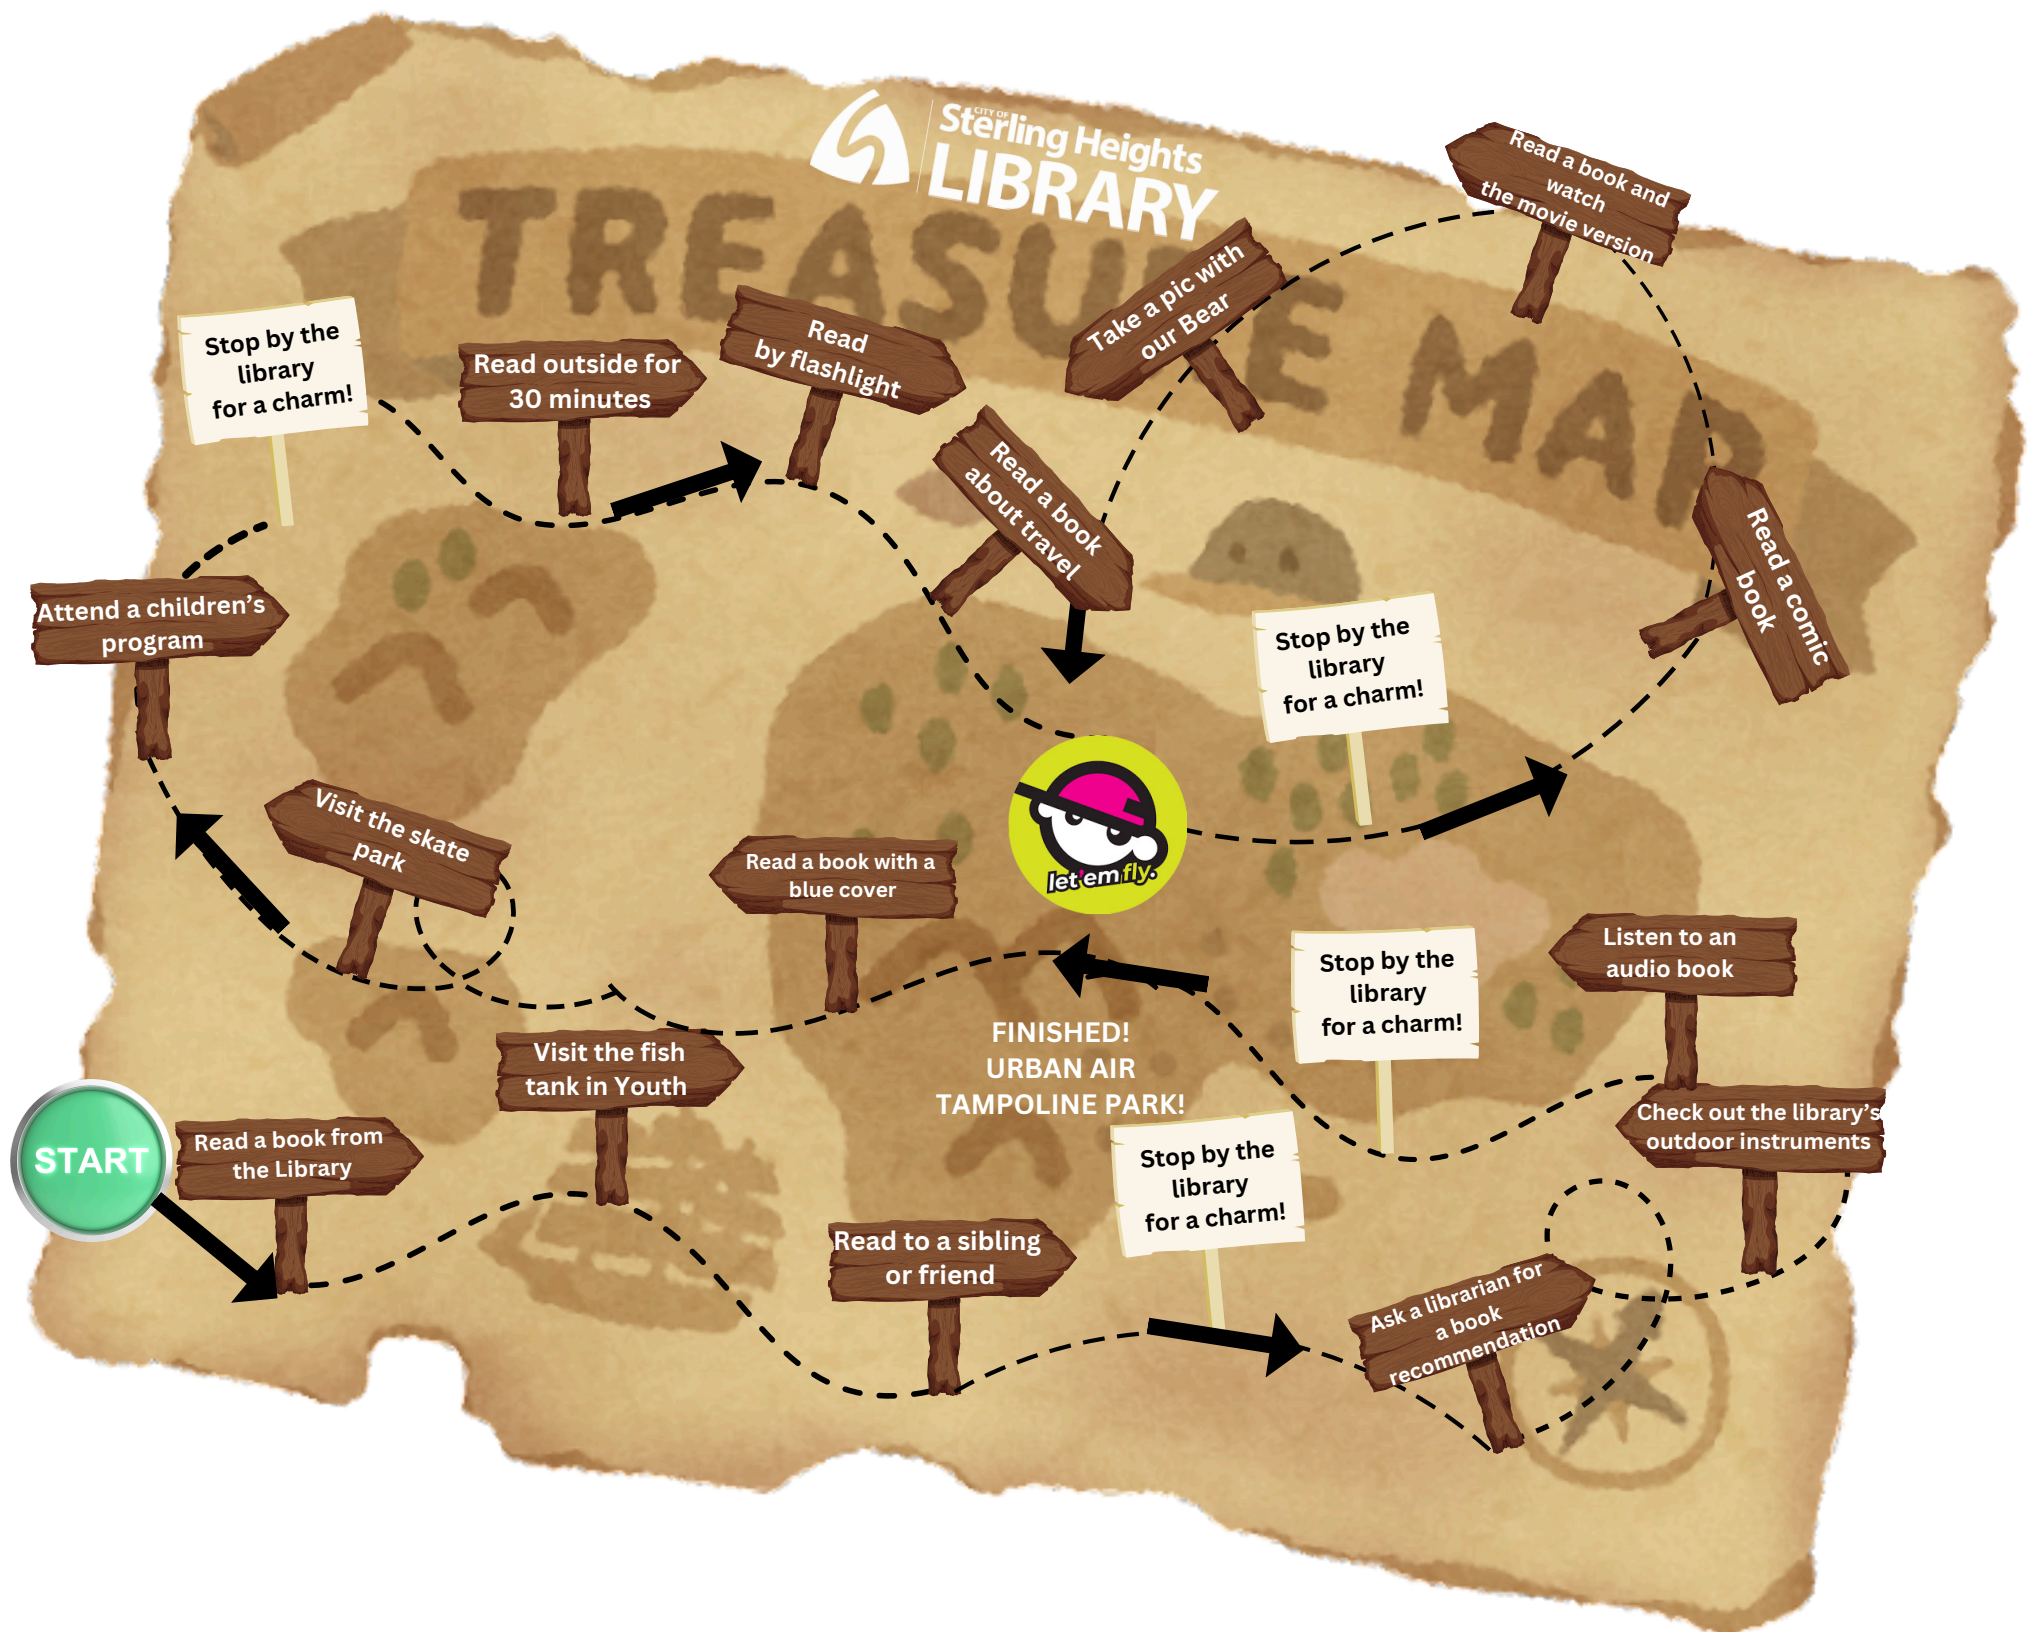 CITY OF
Sterling Heights
LIBRARY
TREASURE MAP
Read a book and
watch
the movie version
Take a pic with
our Bear
Stop by the
library
for a charm!
Read outside for
30 minutes
Read
by flashlight
Read a book
about travel
Read a comic
book
Attend a children's
program
Stop by the
library
for a charm!
Visit the skate
park
Read a book with a
blue cover
let'em fly.
Stop by the
library
for a charm!
Listen to an
audio book
FINISHED!
URBAN AIR
TAMPOLINE PARK!
Visit the fish
tank in Youth
Check out the library's
outdoor instruments
START
Read a book from
the Library
Stop by the
library
for a charm!
Read to a sibling
or friend
Ask a librarian for
a book
recommendation